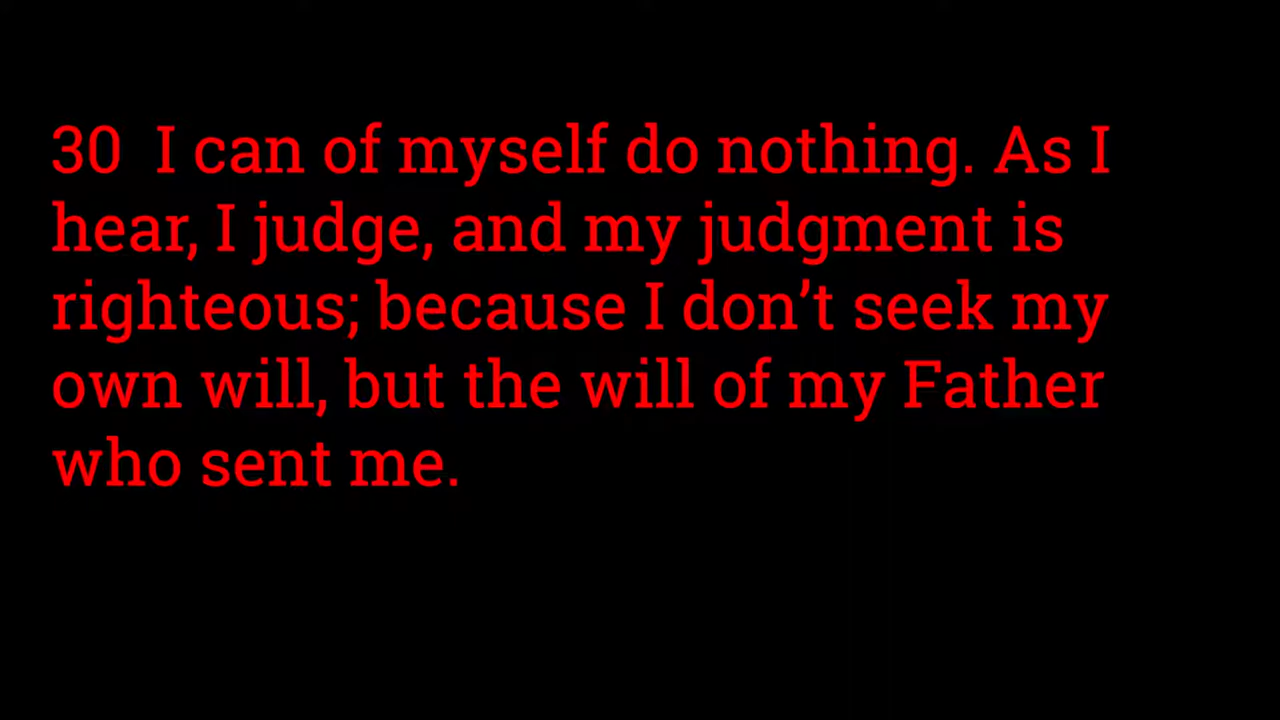 30  I can of myself do nothing. As I
hear, I judge, and my judgment is
righteous; because I don’t seek my
own will, but the will of my Father
who sent me.